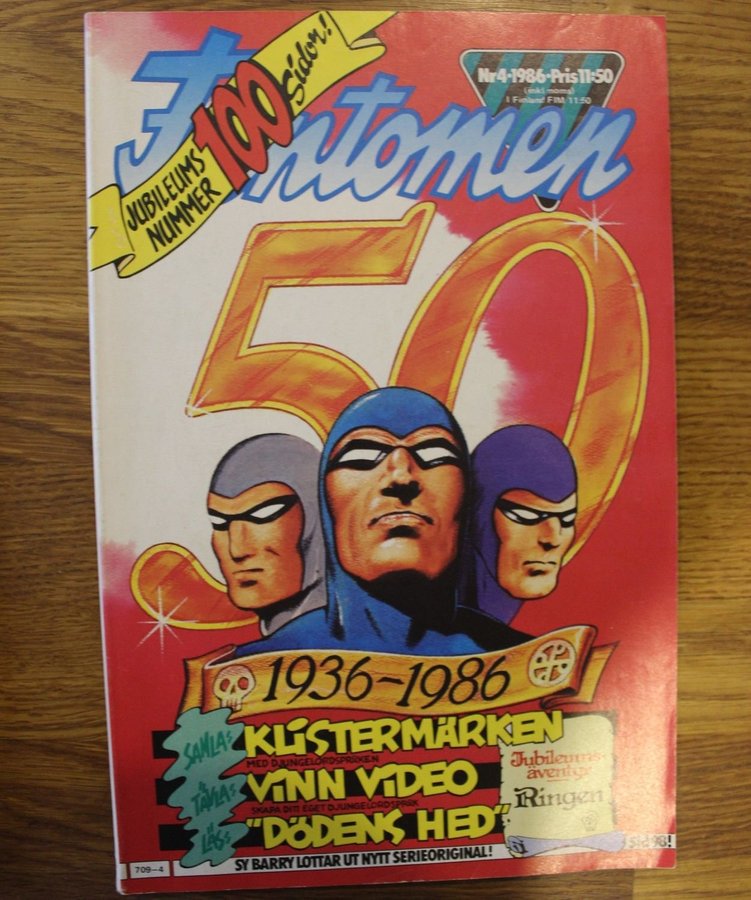 JUBILEUMS
NUMMER
100
Sidor!
Fantomen
Nr 4·1986·Pris 11:50
(inkl moms)
I Finland FIM 11:50
50
1936-1986
SAMLA:
KLISTERMÄRKEN
MED DJUNGELORDSPRÅKEN
TÄVLA:
VINN VIDEO
SKAPA DITT EGET DJUNGELORDSPRÅK
LÄS:
"DÖDENS HED"
Jubileums-
äventyr
Ringen
SY BARRY LOTTAR UT NYTT SERIEORIGINAL!
709-4